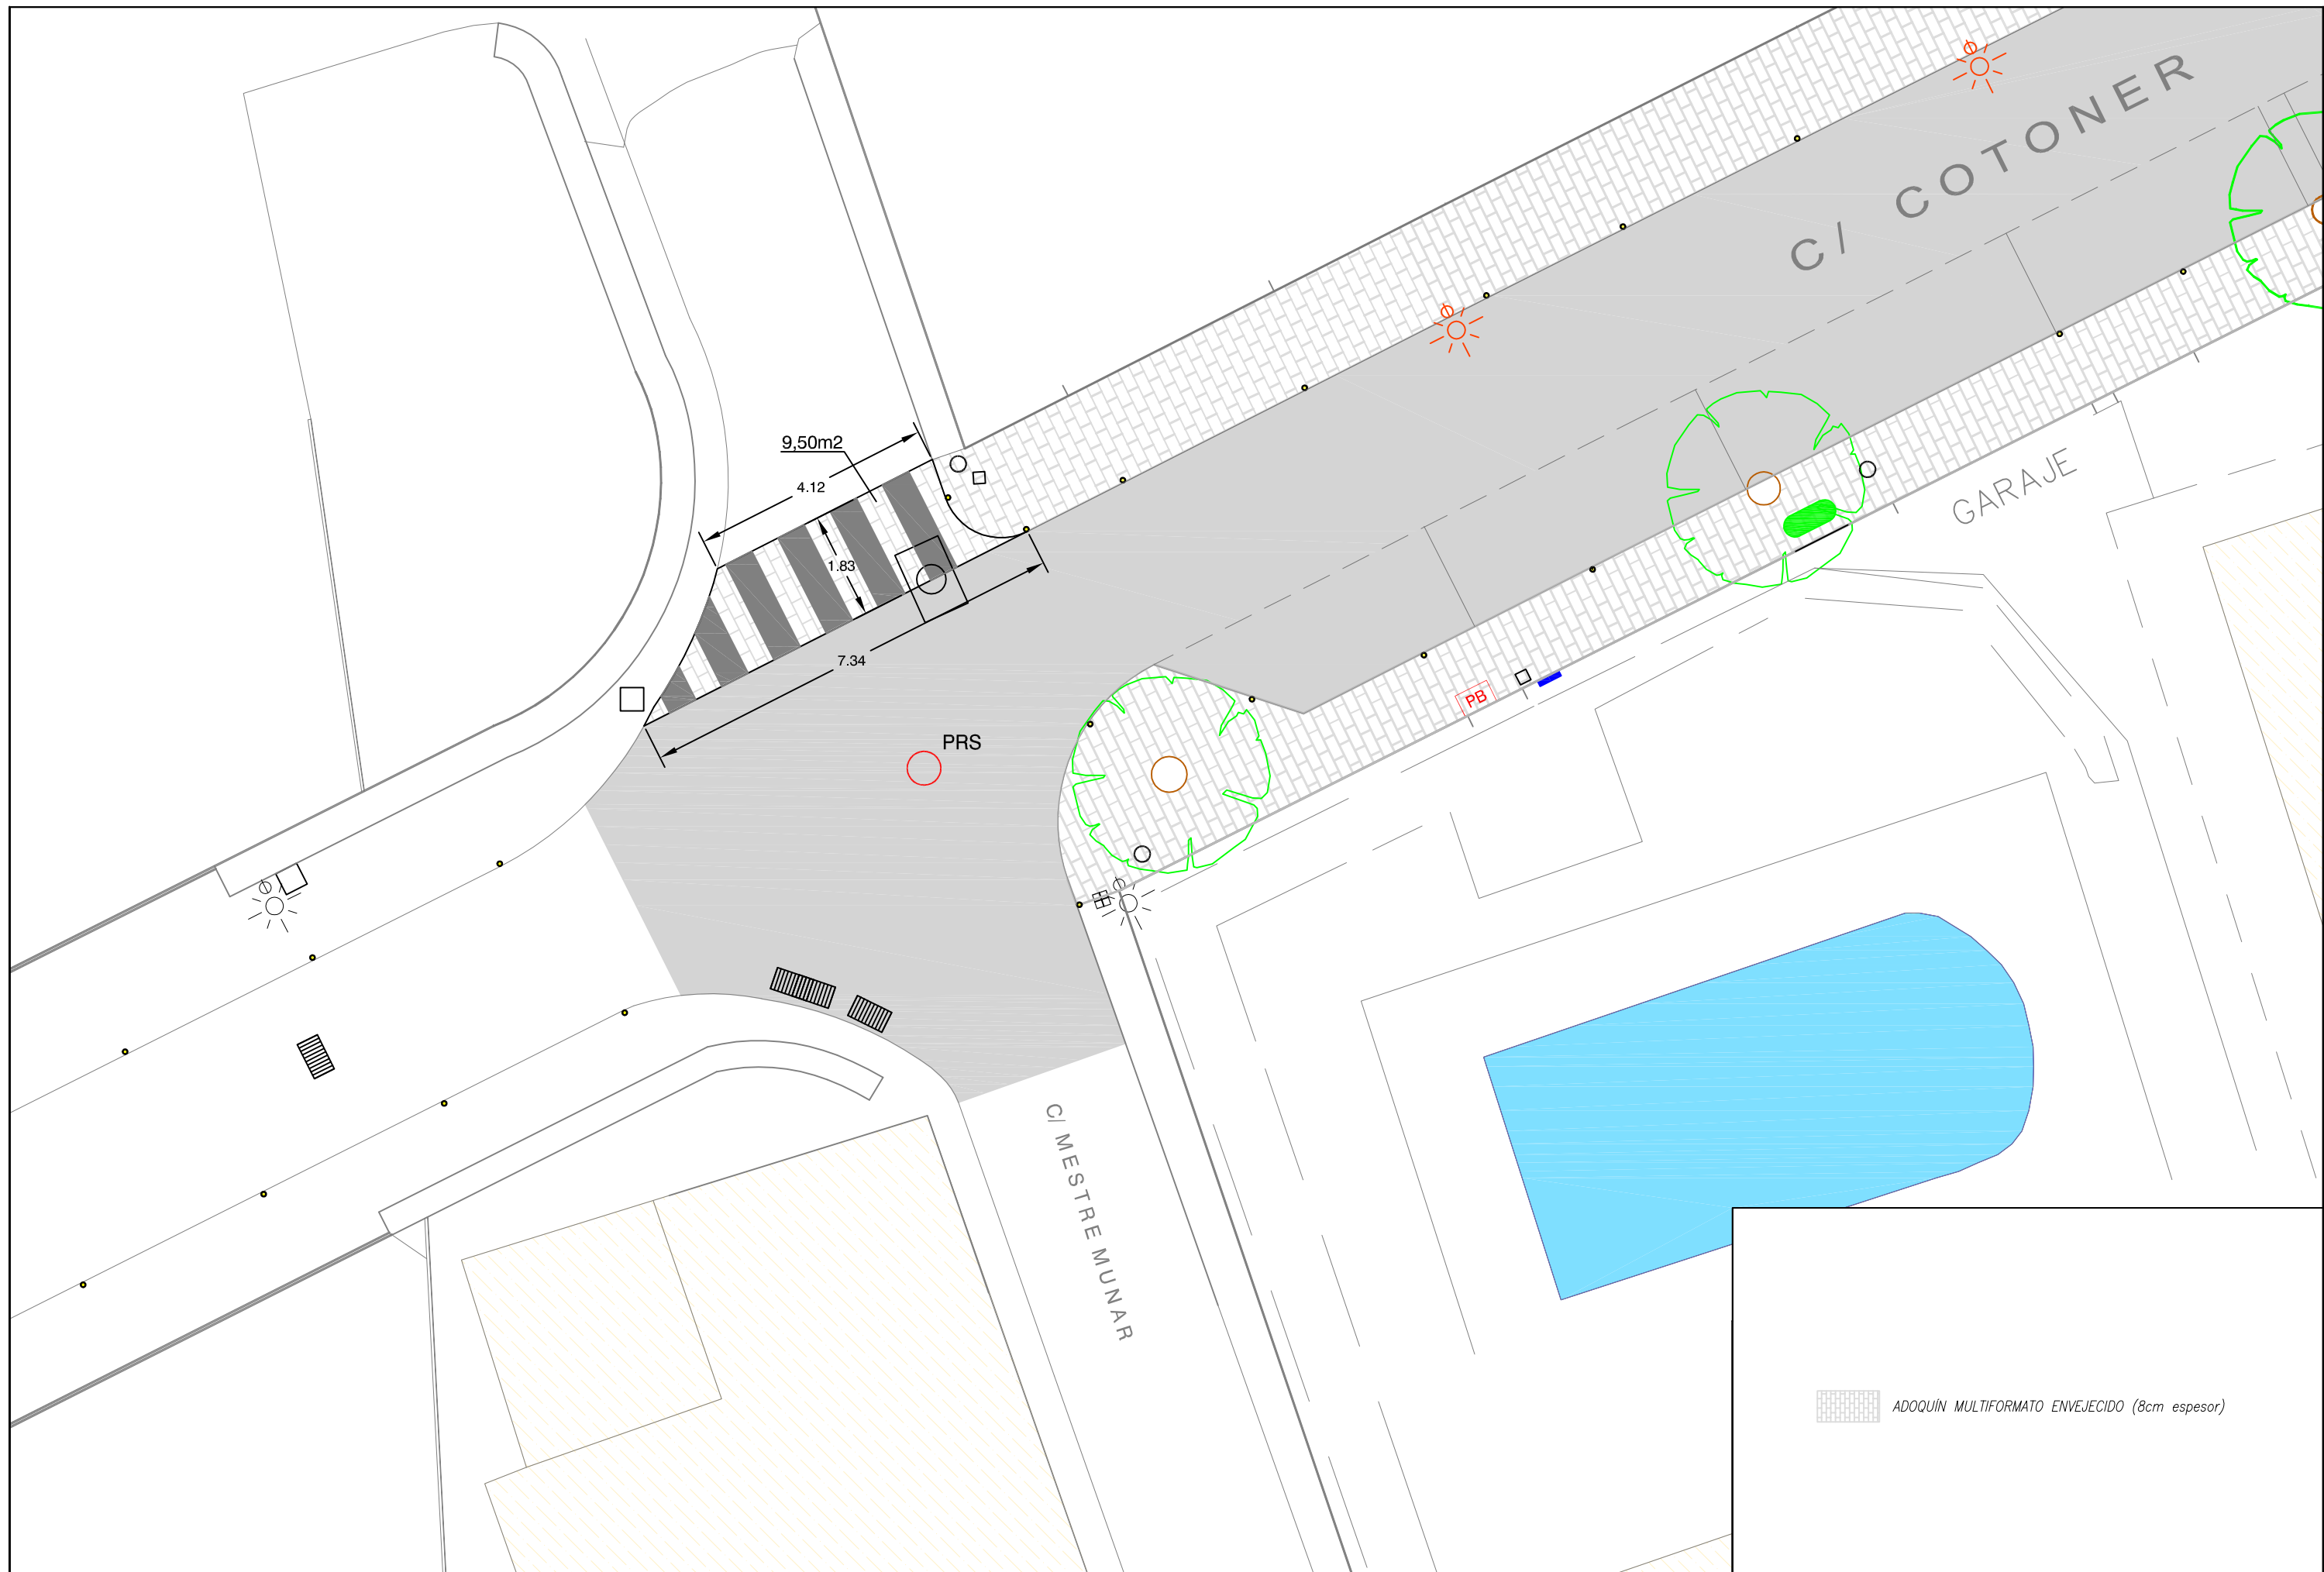 C/ COTONER
9,50m2
4.12
1.83
GARAJE
7.34
PB
PRS
C/ MESTRE MUNAR
ADOQUÍN MULTIFORMATO ENVEJECIDO (8cm espesor)